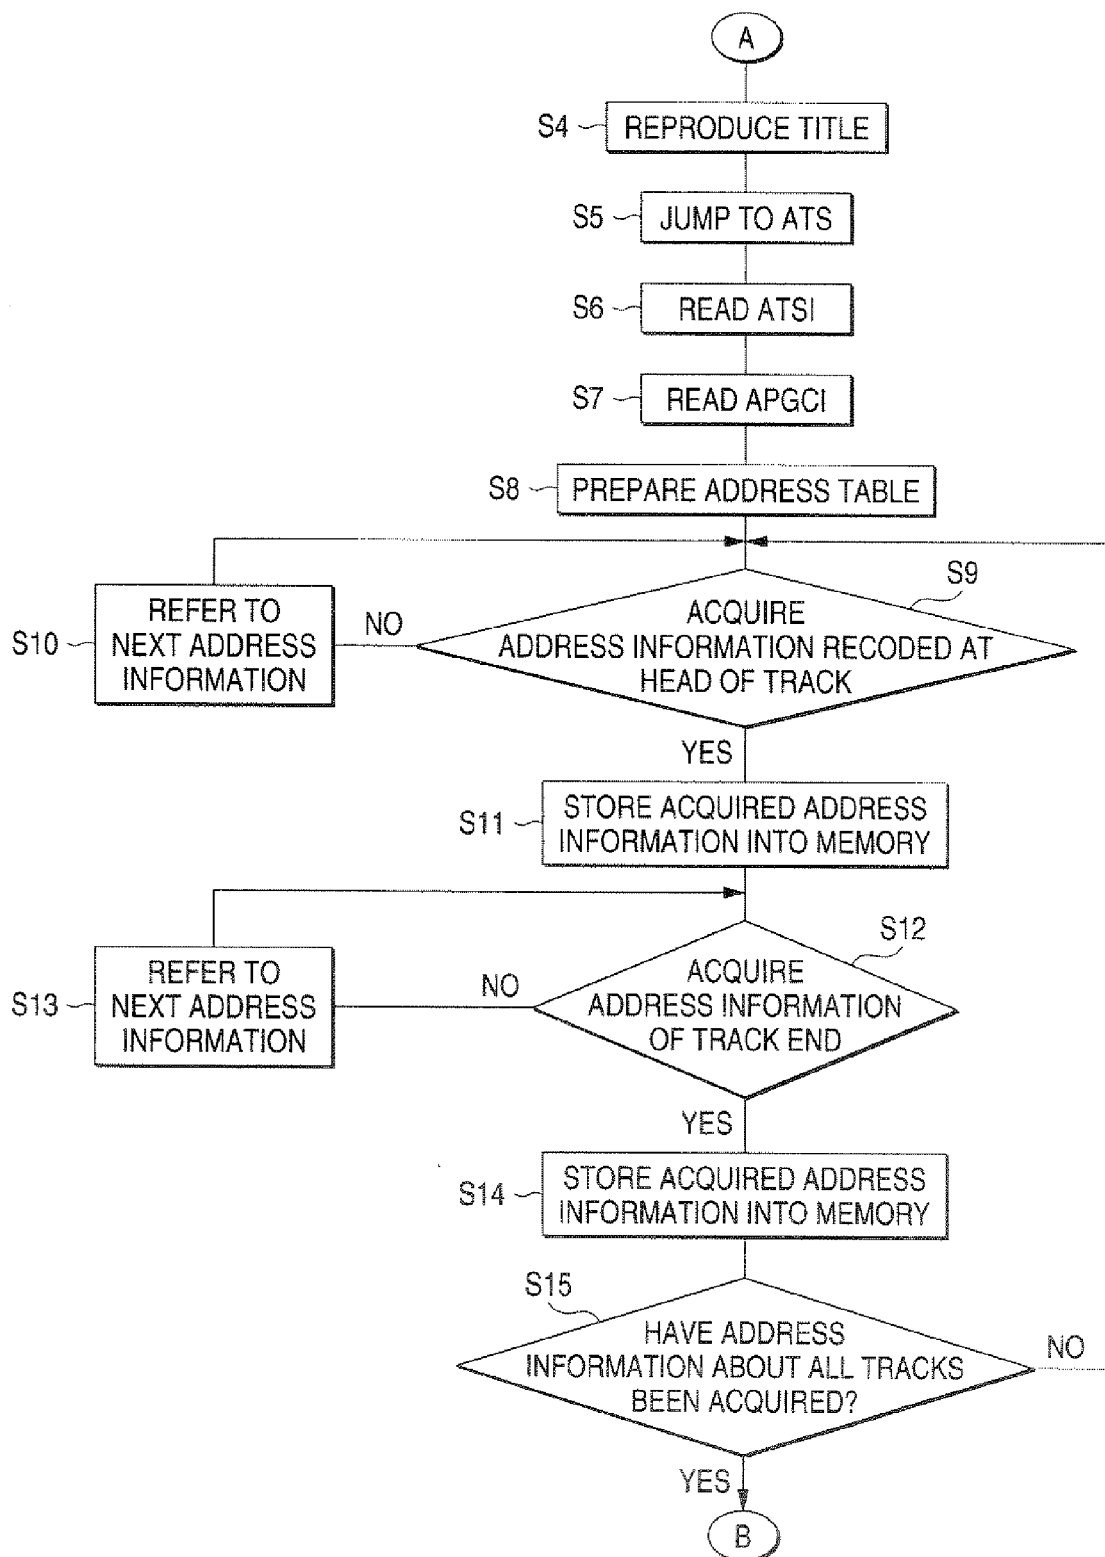 A
S4
REPRODUCE TITLE
S5
JUMP TO ATS
S6
READ ATSI
S7
READ APGCI
S8
PREPARE ADDRESS TABLE
S9
ACQUIRE
ADDRESS INFORMATION RECODED AT
HEAD OF TRACK
NO
S10
REFER TO
NEXT ADDRESS
INFORMATION
YES
S11
STORE ACQUIRED ADDRESS
INFORMATION INTO MEMORY
S12
ACQUIRE
ADDRESS INFORMATION
OF TRACK END
NO
S13
REFER TO
NEXT ADDRESS
INFORMATION
YES
S14
STORE ACQUIRED ADDRESS
INFORMATION INTO MEMORY
S15
HAVE ADDRESS
INFORMATION ABOUT ALL TRACKS
BEEN ACQUIRED?
NO
YES
B